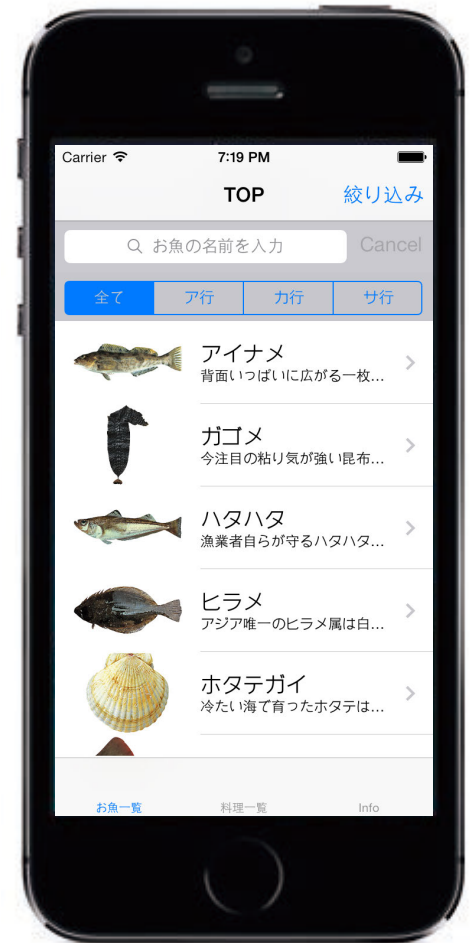 Carrier 7:19 PM
TOP 絞り込み
お魚の名前を入力 Cancel
全て ア行 カ行 サ行
アイナメ
背面いっぱいに広がる一枚...
ガゴメ
今注目の粘り気が強い昆布...
ハタハタ
漁業者自らが守るハタハタ...
ヒラメ
アジア唯一のヒラメ属は白...
ホタテガイ
冷たい海で育ったホタテは...
お魚一覧 料理一覧 Info